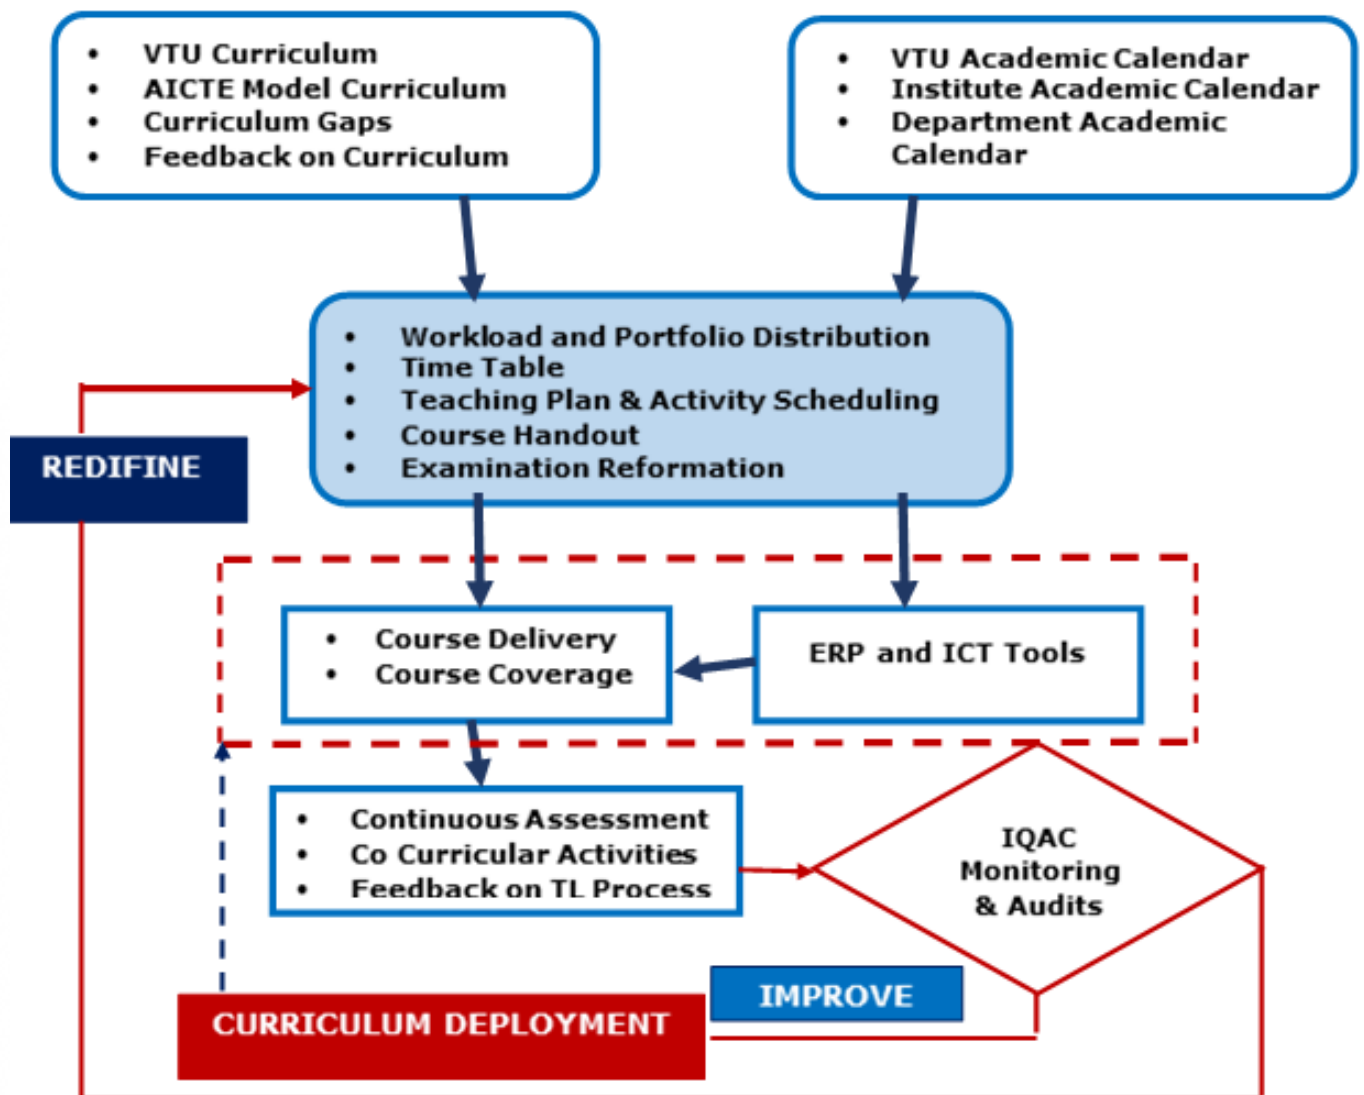 • VTU Curriculum
• AICTE Model Curriculum
• Curriculum Gaps
• Feedback on Curriculum
• VTU Academic Calendar
• Institute Academic Calendar
• Department Academic
Calendar
• Workload and Portfolio Distribution
• Time Table
• Teaching Plan & Activity Scheduling
• Course Handout
• Examination Reformation
REDIFINE
• Course Delivery
• Course Coverage
ERP and ICT Tools
• Continuous Assessment
• Co Curricular Activities
• Feedback on TL Process
IQAC
Monitoring
& Audits
IMPROVE
CURRICULUM DEPLOYMENT